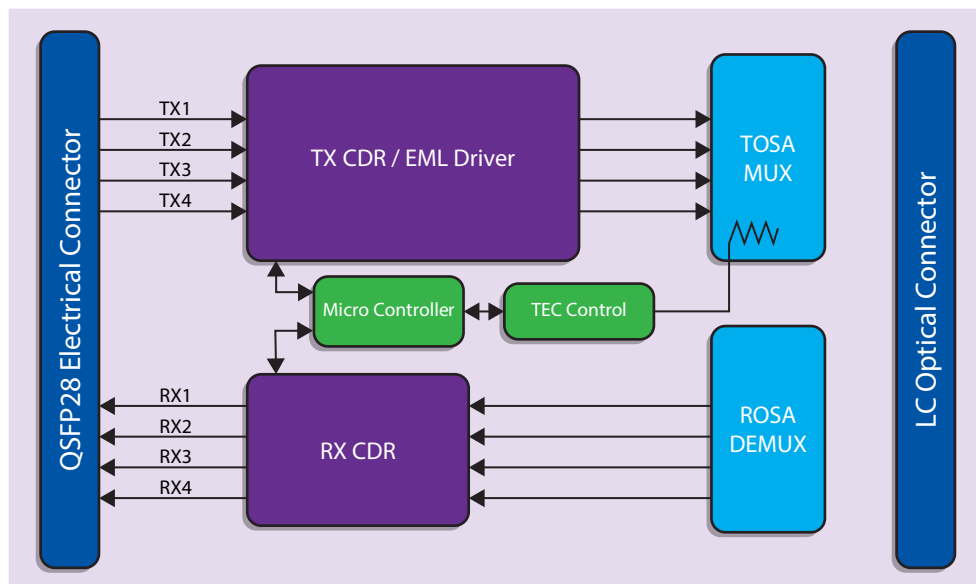 QSFP28 Electrical Connector
TX1
TX2
TX3
TX4
TX CDR / EML Driver
TOSA
MUX
Micro Controller
TEC Control
RX1
RX2
RX3
RX4
RX CDR
ROSA
DEMUX
LC Optical Connector